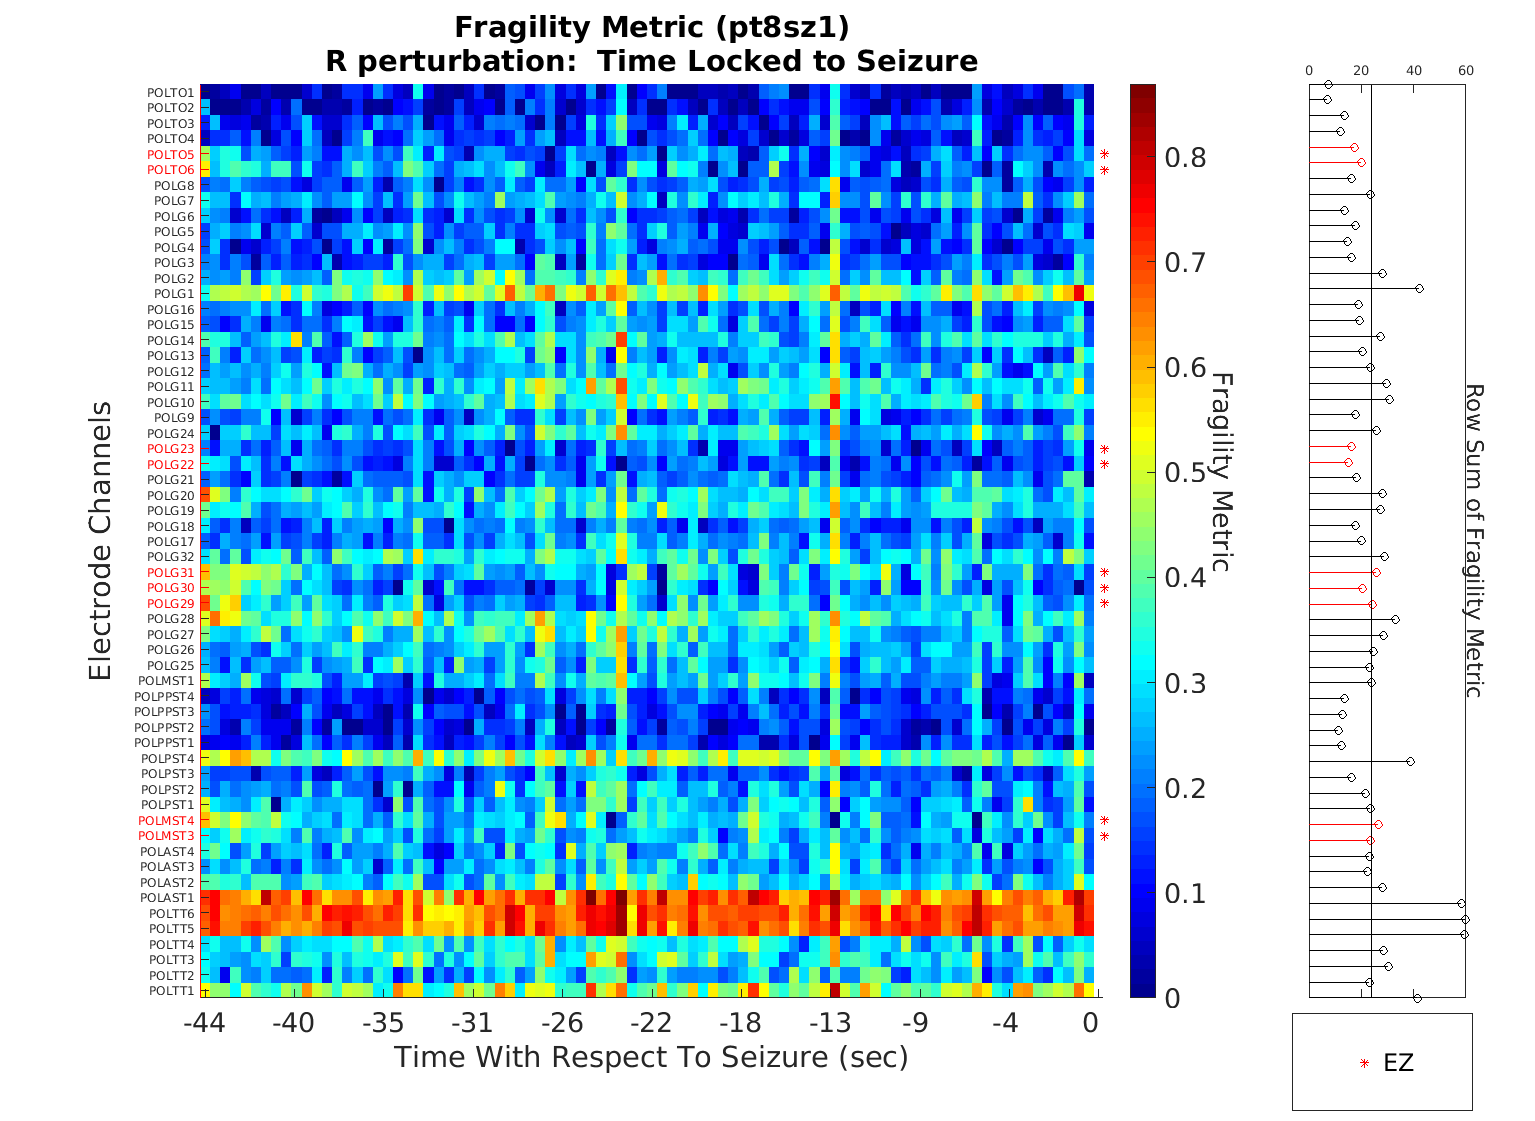 Fragility Metric (pt8sz1)
R perturbation:  Time Locked to Seizure
Electrode Channels
POLTO1
POLTO2
POLTO3
POLTO4
POLTO5
POLTO6
POLG8
POLG7
POLG6
POLG5
POLG4
POLG3
POLG2
POLG1
POLG16
POLG15
POLG14
POLG13
POLG12
POLG11
POLG10
POLG9
POLG24
POLG23
POLG22
POLG21
POLG20
POLG19
POLG18
POLG17
POLG32
POLG31
POLG30
POLG29
POLG28
POLG27
POLG26
POLG25
POLMST1
POLPPST4
POLPPST3
POLPPST2
POLPPST1
POLPST4
POLPST3
POLPST2
POLPST1
POLMST4
POLMST3
POLAST4
POLAST3
POLAST2
POLAST1
POLTT6
POLTT5
POLTT4
POLTT3
POLTT2
POLTT1
-44 -40 -35 -31 -26 -22 -18 -13 -9 -4 0
Time With Respect To Seizure (sec)
0.8
0.7
0.6
0.5
0.4
0.3
0.2
0.1
0
Fragility Metric
0 20 40 60
Row Sum of Fragility Metric
EZ